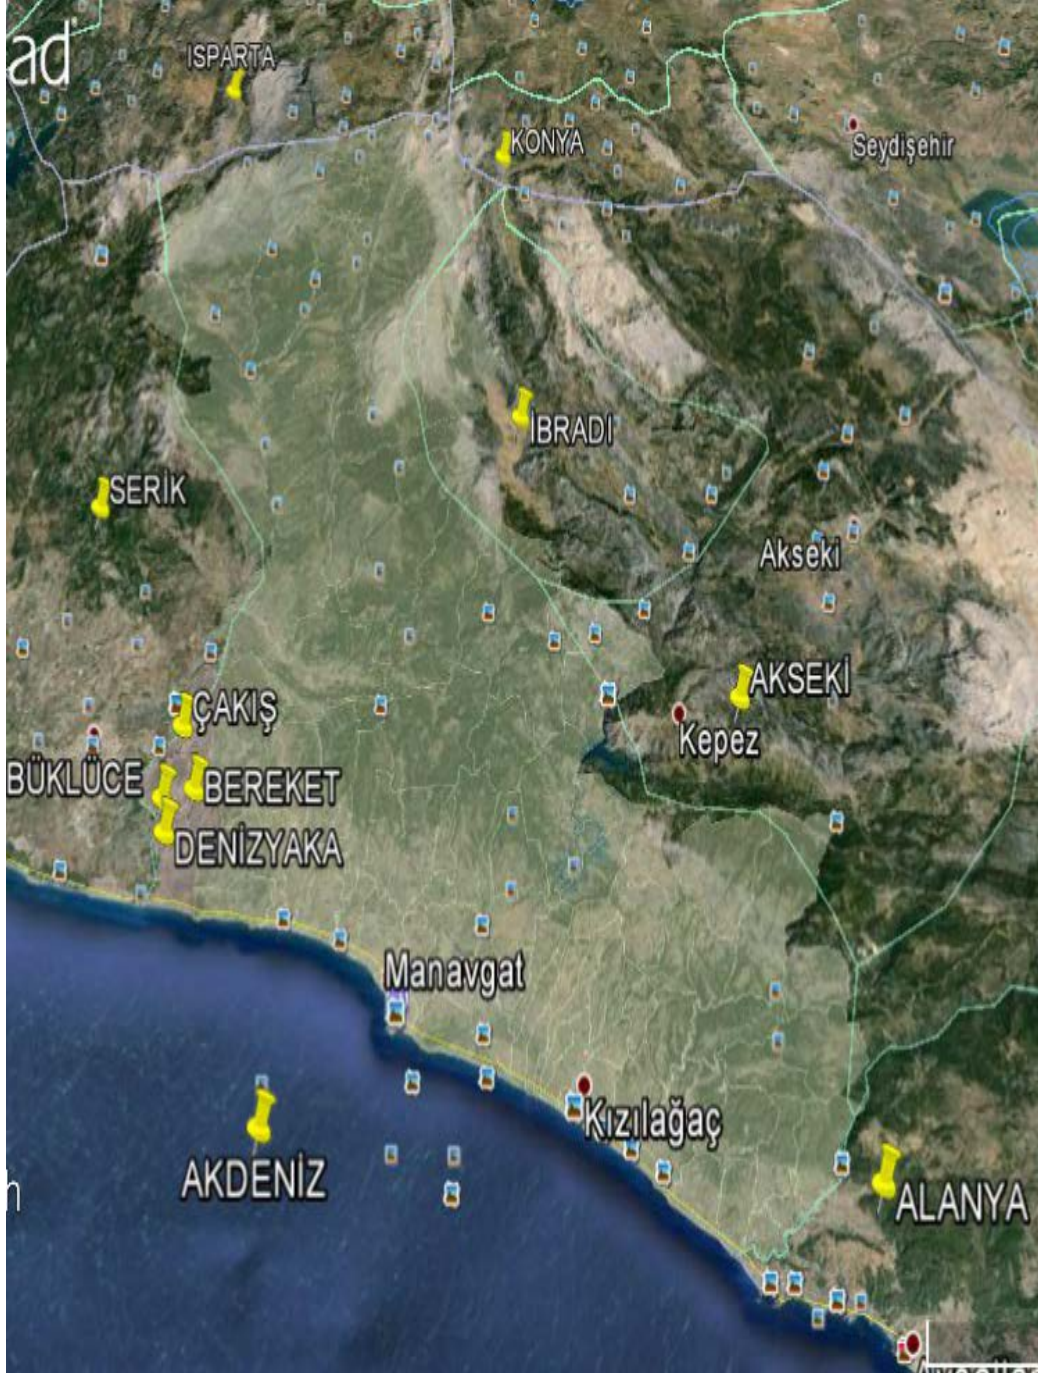 ad
ISPARTA
KONYA
Seydişehir
İBRADI
SERİK
Akseki
AKSEKİ
ÇAKIŞ
Kepez
BÜKLÜCE
BEREKET
DENİZYAKA
Manavgat
Kızılağaç
AKDENİZ
n
ALANYA